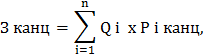 З канц = n∑i=1 Q i x P i канц,